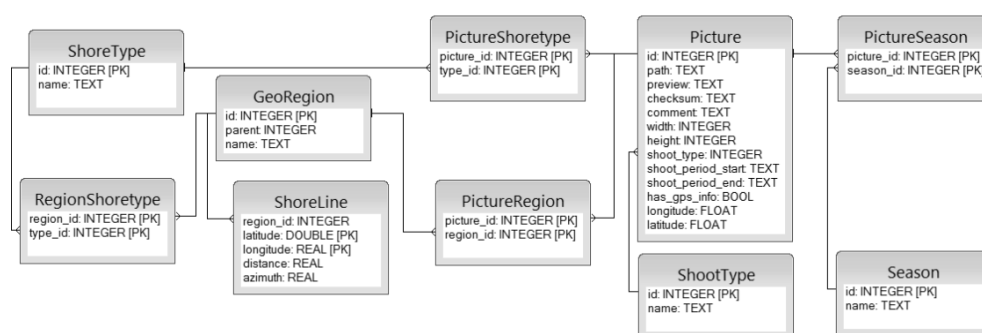 ShoreType
id: INTEGER [PK]
name: TEXT
GeoRegion
id: INTEGER [PK]
parent: INTEGER
name: TEXT
PictureShoretype
picture_id: INTEGER [PK]
type_id: INTEGER [PK]
Picture
id: INTEGER [PK]
path: TEXT
preview: TEXT
checksum: TEXT
comment: TEXT
width: INTEGER
height: INTEGER
shoot_type: INTEGER
shoot_period_start: TEXT
shoot_period_end: TEXT
has_gps_info: BOOL
longitude: FLOAT
latitude: FLOAT
PictureSeason
picture_id: INTEGER [PK]
season_id: INTEGER [PK]
RegionShoretype
region_id: INTEGER [PK]
type_id: INTEGER [PK]
ShoreLine
region_id: INTEGER
latitude: DOUBLE [PK]
longitude: REAL [PK]
distance: REAL
azimuth: REAL
PictureRegion
picture_id: INTEGER [PK]
region_id: INTEGER [PK]
ShootType
id: INTEGER [PK]
name: TEXT
Season
id: INTEGER [PK]
name: TEXT